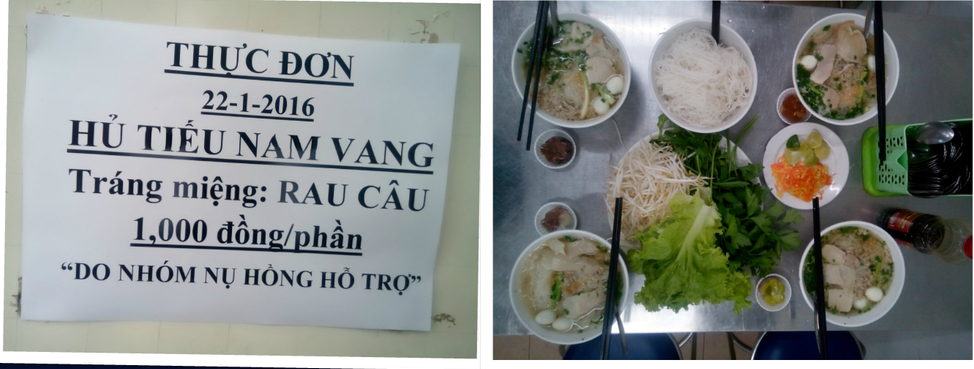 THỰC ĐƠN
22-1-2016
HỦ TIẾU NAM VANG
Tráng miệng: RAU CÂU
1,000 đồng/phần
“DO NHÓM NỤ HỒNG HỖ TRỢ”